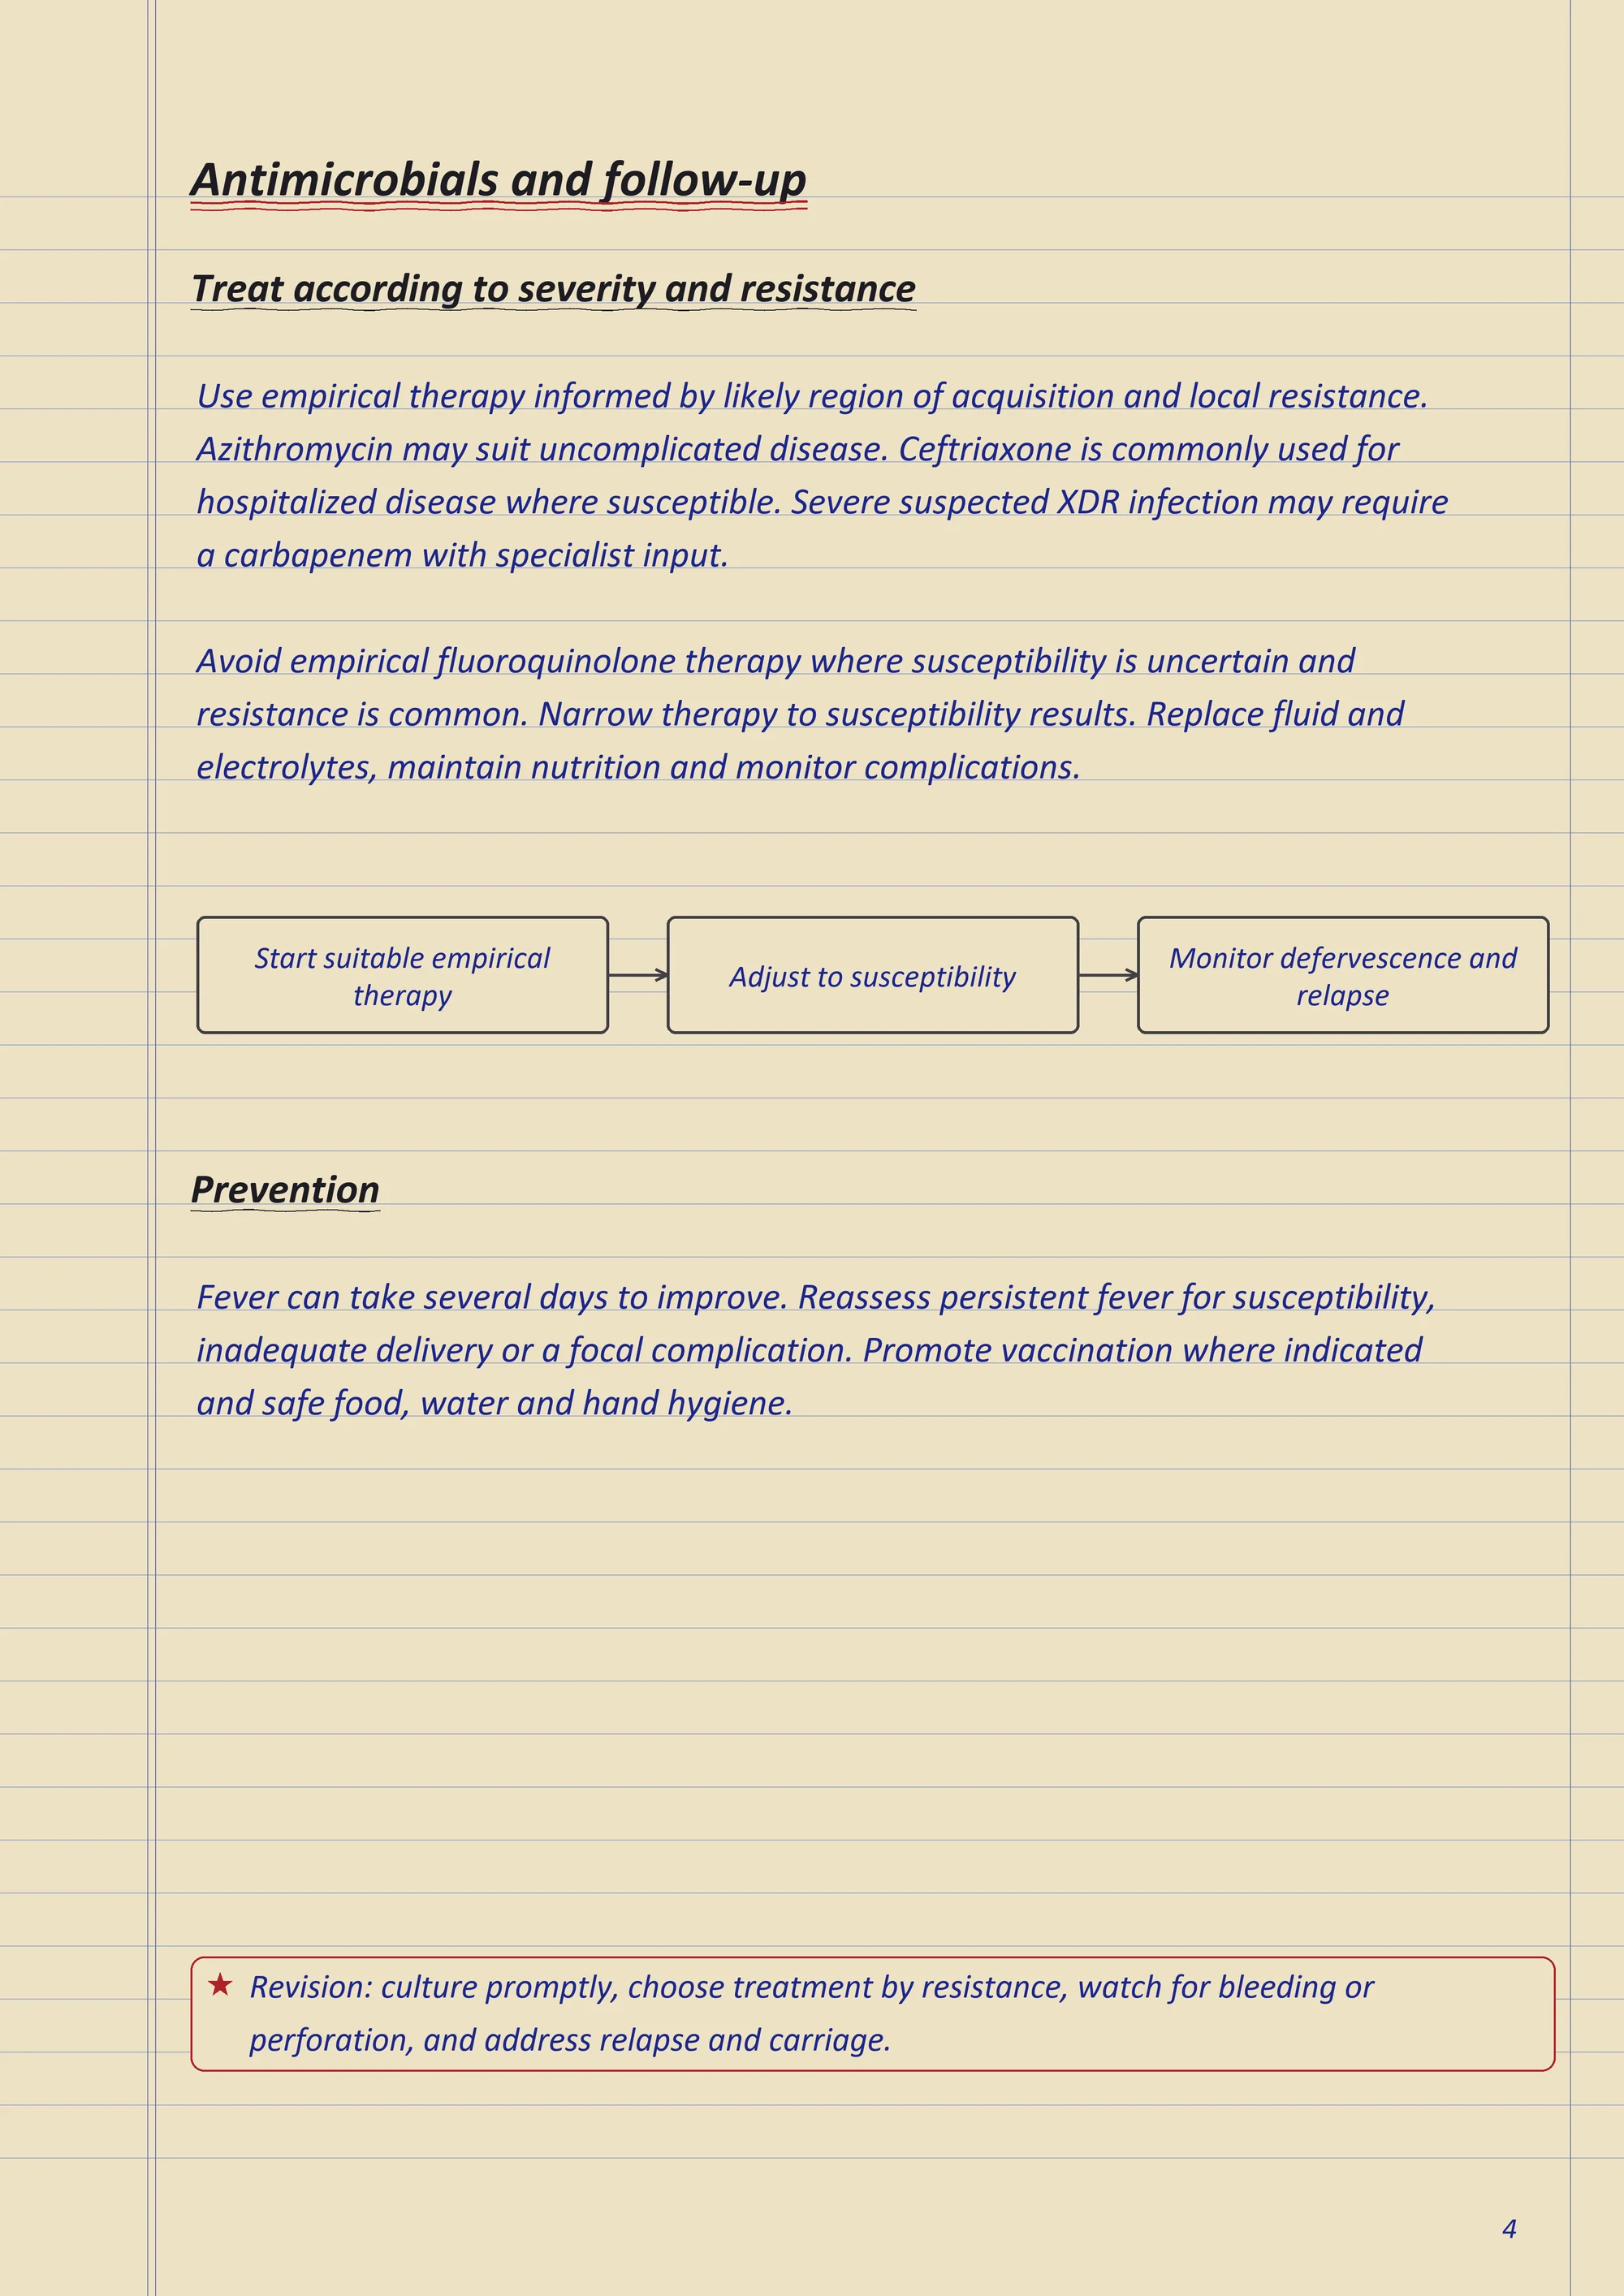 Antimicrobials and follow-up
Treat according to severity and resistance
Use empirical therapy informed by likely region of acquisition and local resistance.
Azithromycin may suit uncomplicated disease. Ceftriaxone is commonly used for
hospitalized disease where susceptible. Severe suspected XDR infection may require
a carbapenem with specialist input.
Avoid empirical fluoroquinolone therapy where susceptibility is uncertain and
resistance is common. Narrow therapy to susceptibility results. Replace fluid and
electrolytes, maintain nutrition and monitor complications.
Start suitable empirical
therapy
Adjust to susceptibility
Monitor defervescence and
relapse
Prevention
Fever can take several days to improve. Reassess persistent fever for susceptibility,
inadequate delivery or a focal complication. Promote vaccination where indicated
and safe food, water and hand hygiene.
★ Revision: culture promptly, choose treatment by resistance, watch for bleeding or
perforation, and address relapse and carriage.
4